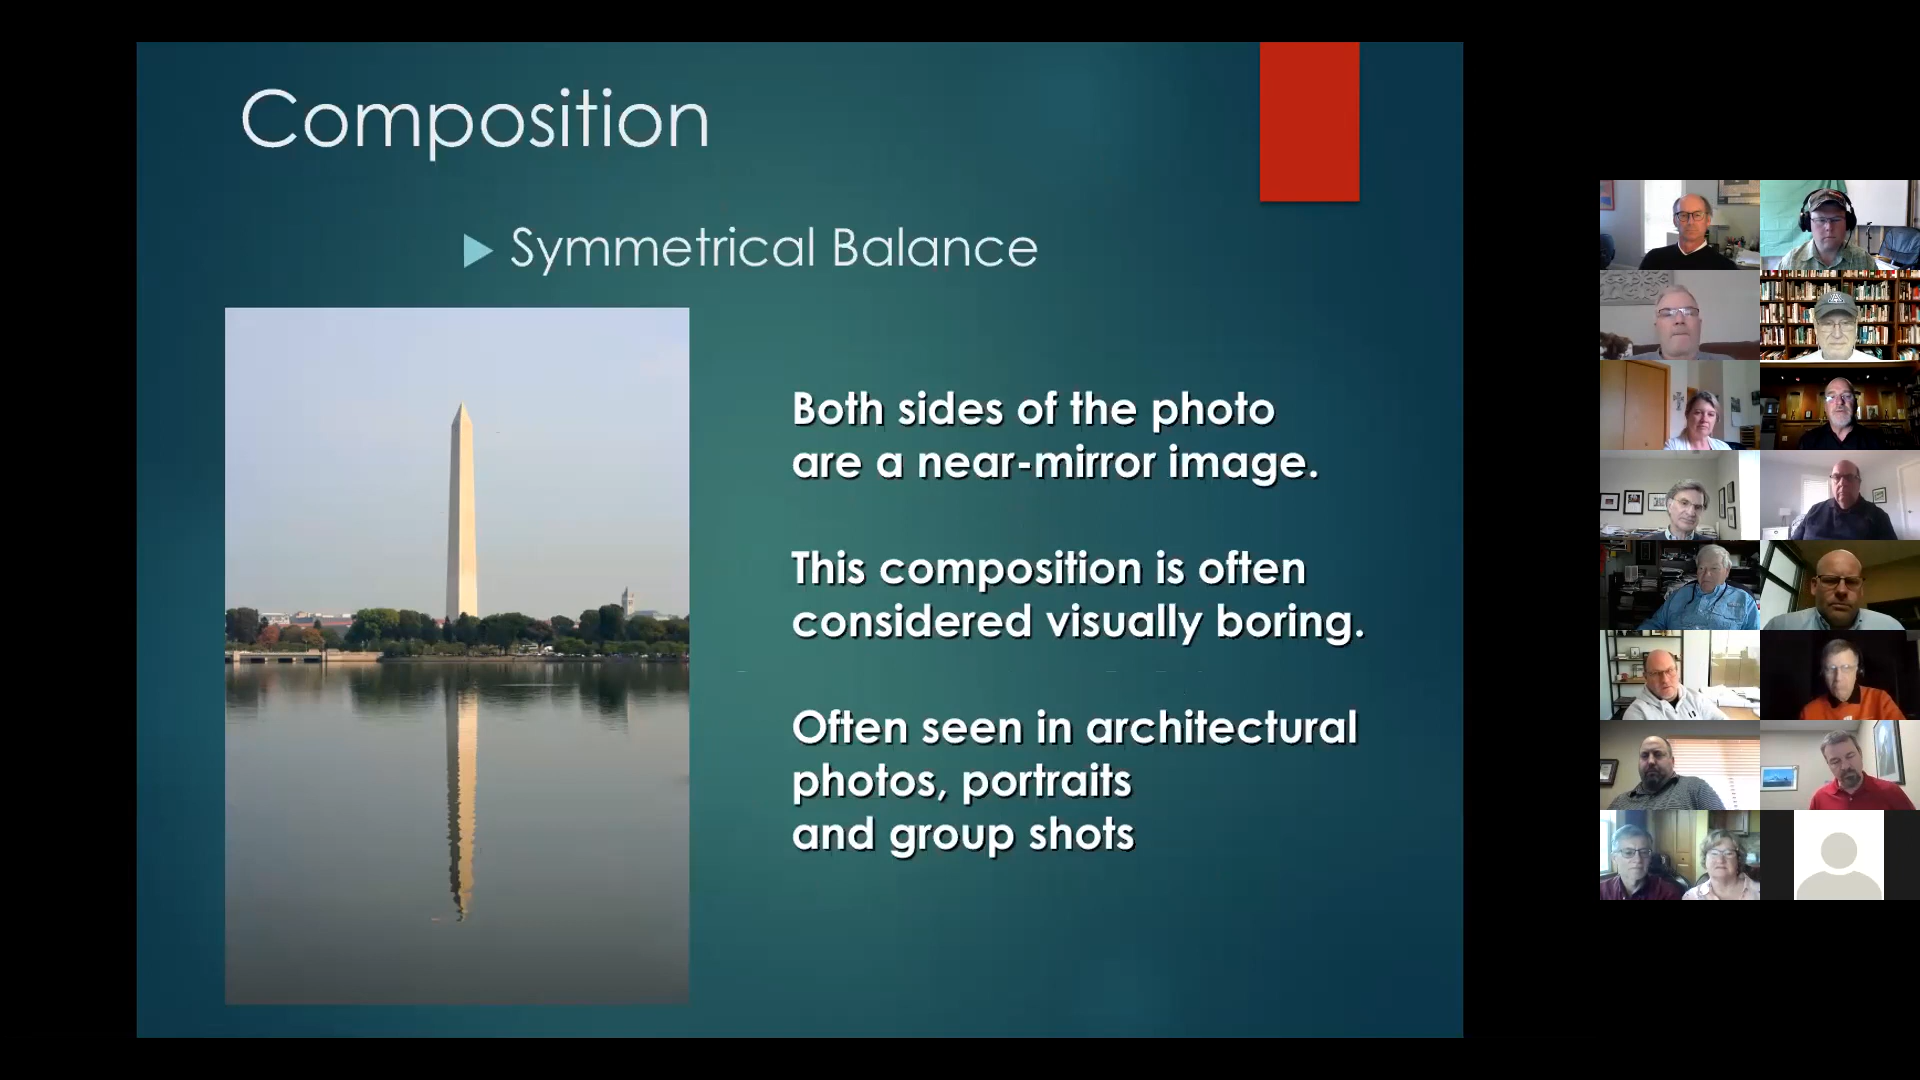 Composition
Symmetrical Balance
Both sides of the photo
are a near-mirror image.
This composition is often
considered visually boring.
Often seen in architectural
photos, portraits
and group shots